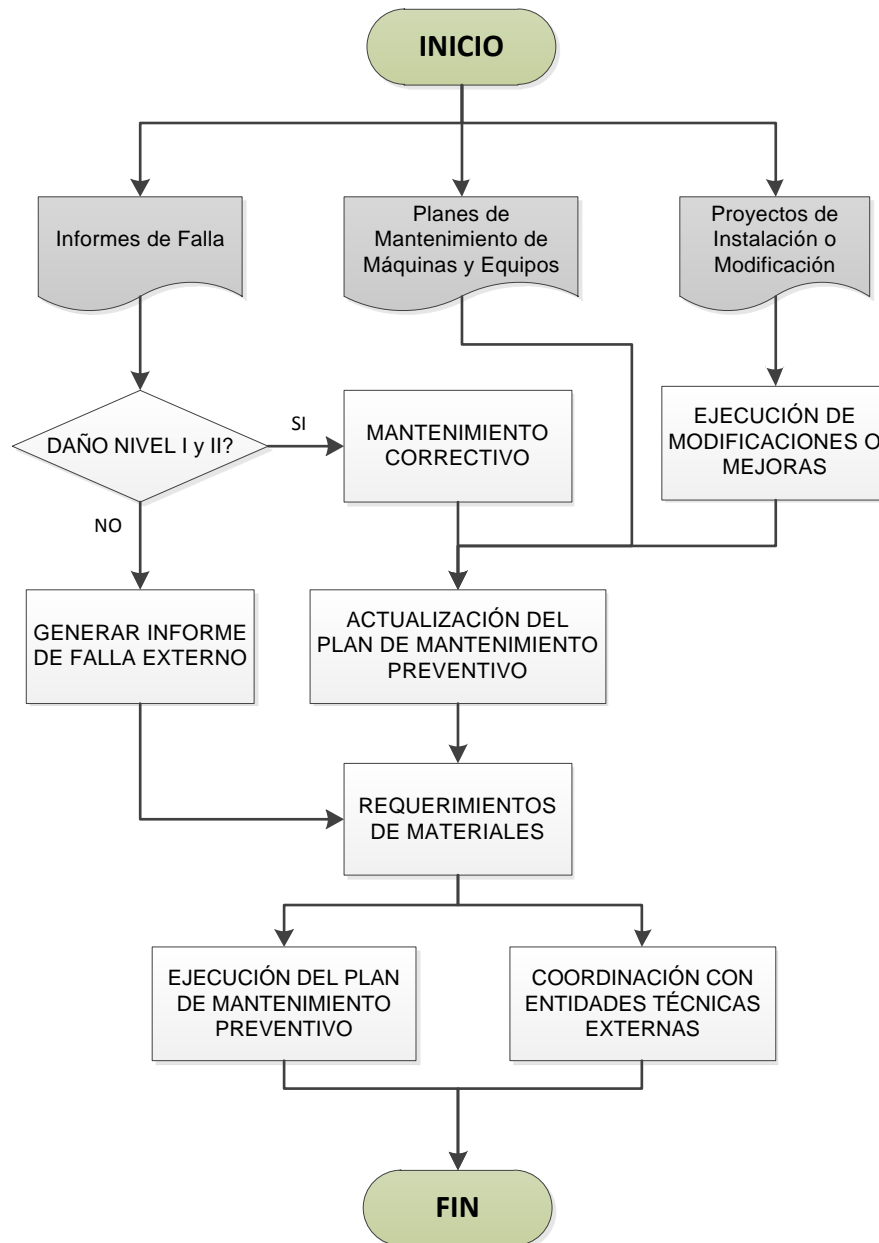 INICIO
Informes de Falla
Planes de
Mantenimiento de
Máquinas y Equipos
Proyectos de
Instalación o
Modificación
DAÑO NIVEL I y II?
SI
NO
MANTENIMIENTO
CORRECTIVO
EJECUCIÓN DE
MODIFICACIONES O
MEJORAS
GENERAR INFORME
DE FALLA EXTERNO
ACTUALIZACIÓN DEL
PLAN DE MANTENIMIENTO
PREVENTIVO
REQUERIMIENTOS
DE MATERIALES
EJECUCIÓN DEL PLAN
DE MANTENIMIENTO
PREVENTIVO
COORDINACIÓN CON
ENTIDADES TÉCNICAS
EXTERNAS
FIN